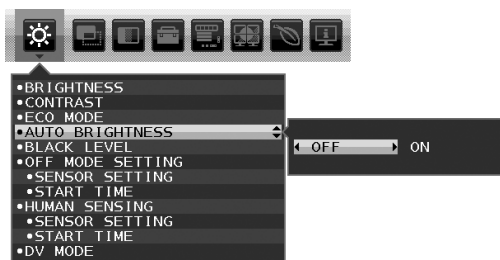 •BRIGHTNESS
•CONTRAST
•ECO MODE
•AUTO BRIGHTNESS
OFF ON
•BLACK LEVEL
•OFF MODE SETTING
•SENSOR SETTING
•START TIME
•HUMAN SENSING
•SENSOR SETTING
•START TIME
•DV MODE